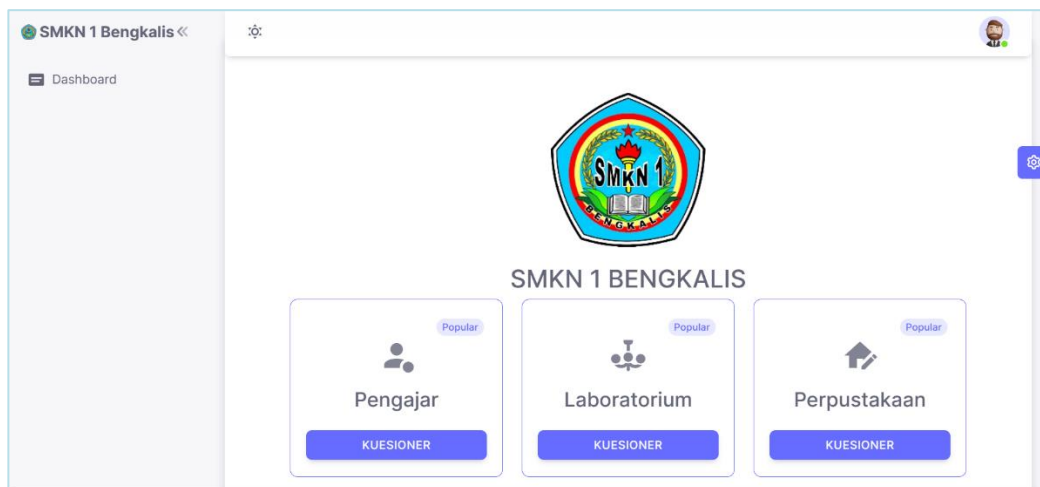 SMKN 1 Bengkalis
Dashboard
SMKN 1
BENGKALIS
SMKN 1 BENGKALIS
Popular
Popular
Popular
Pengajar
Laboratorium
Perpustakaan
KUESIONER
KUESIONER
KUESIONER